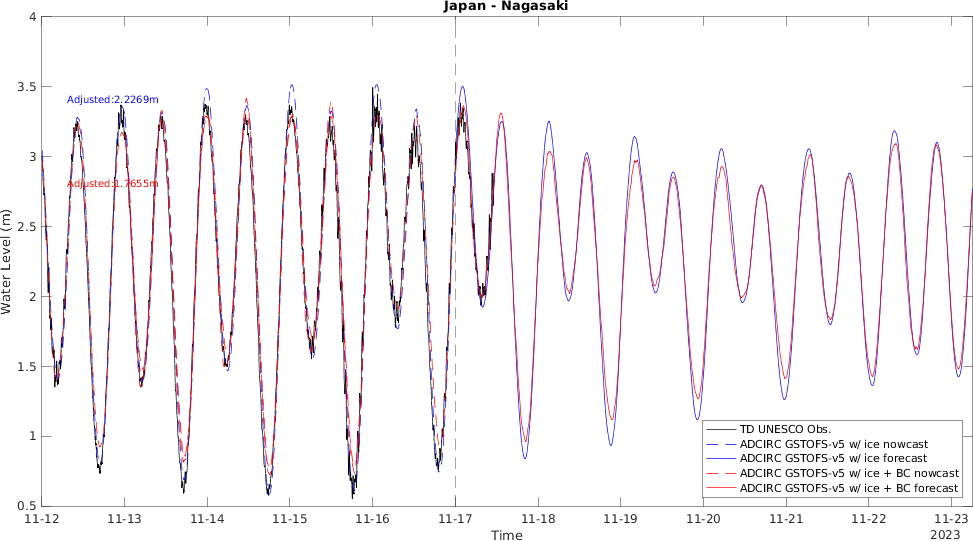 Japan - Nagasaki
4
3.5
3
2.5
2
1.5
1
0.5
Water Level (m)
Adjusted:2.2269m
Adjusted:1.7655m
TD UNESCO Obs.
ADCIRC GSTOFS-v5 w/ ice nowcast
ADCIRC GSTOFS-v5 w/ ice forecast
ADCIRC GSTOFS-v5 w/ ice + BC nowcast
ADCIRC GSTOFS-v5 w/ ice + BC forecast
11-12 11-13 11-14 11-15 11-16 11-17 11-18 11-19 11-20 11-21 11-22 11-23
2023
Time